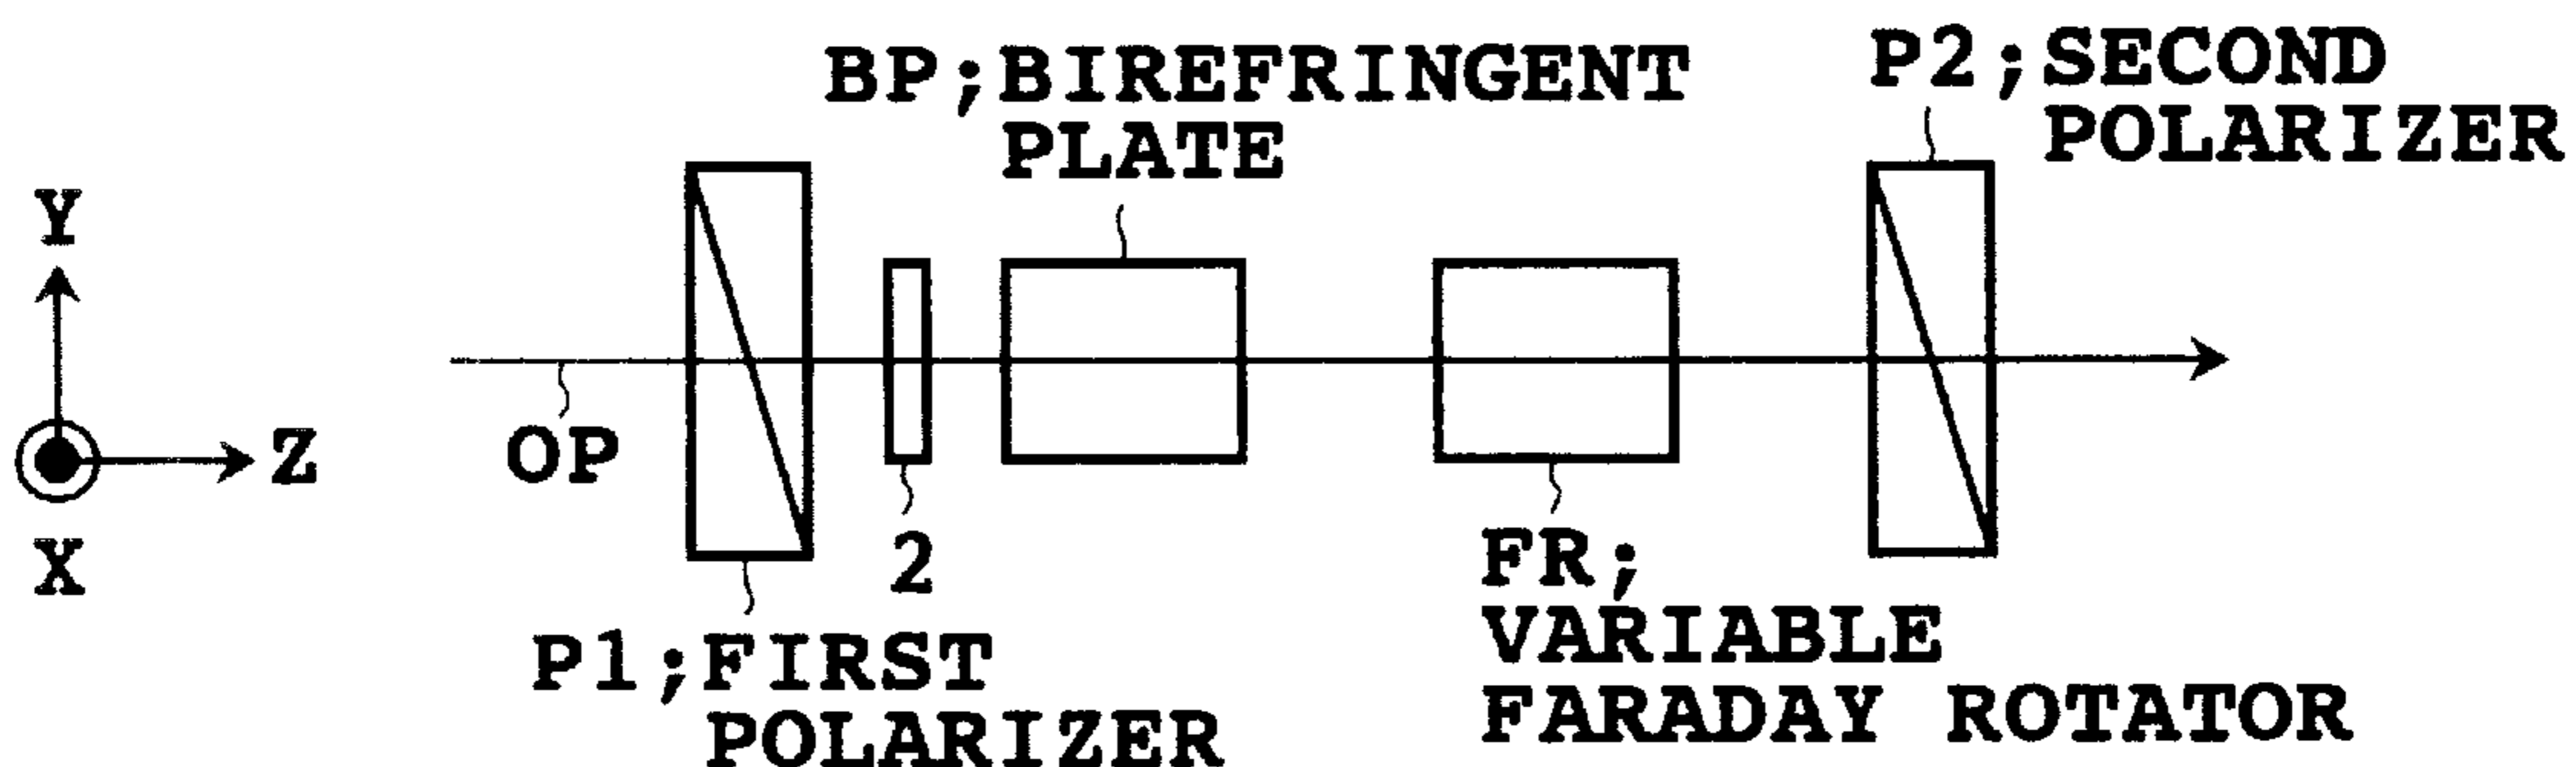 BP;BIREFRINGENT
PLATE
P2;SECOND
POLARIZER
Y
Z
X
OP
2
P1;FIRST
POLARIZER
FR;
VARIABLE
FARADAY ROTATOR